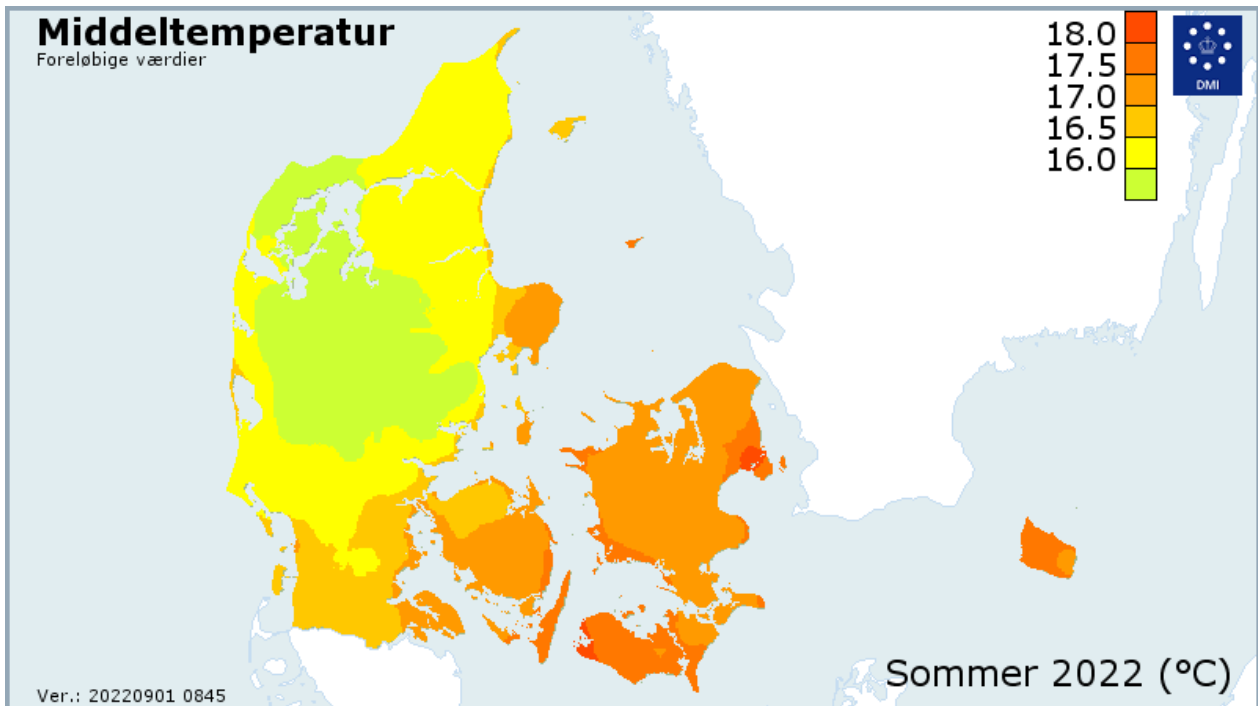 Middeltemperatur
Foreløbige værdier
18.0
17.5
17.0
16.5
16.0
DMI
Sommer 2022 (°C)
Ver.: 20220901 0845